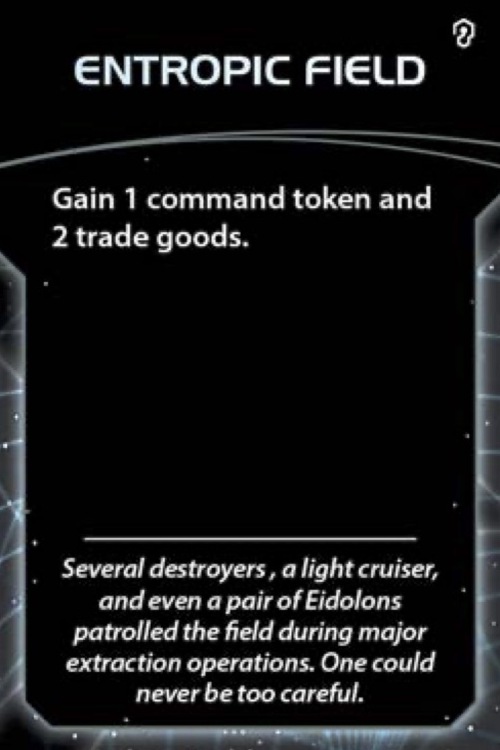 ENTROPIC FIELD
Gain 1 command token and
2 trade goods.
Several destroyers, a light cruiser,
and even a pair of Eidolons
patrolled the field during major
extraction operations. One could
never be too careful.